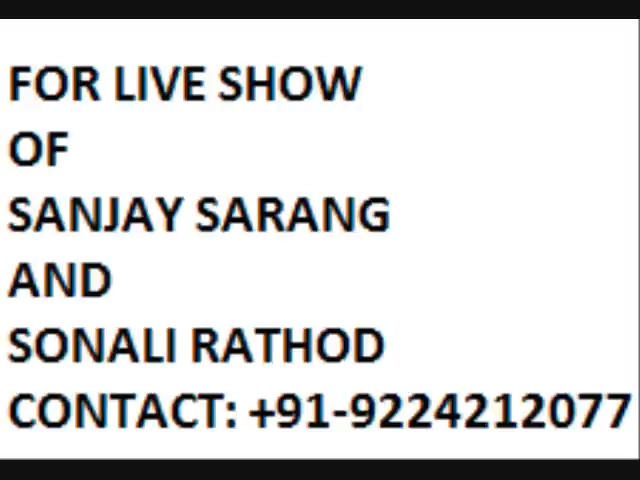 FOR LIVE SHOW
OF
SANJAY SARANG
AND
SONALI RATHOD
CONTACT: +91-9224212077